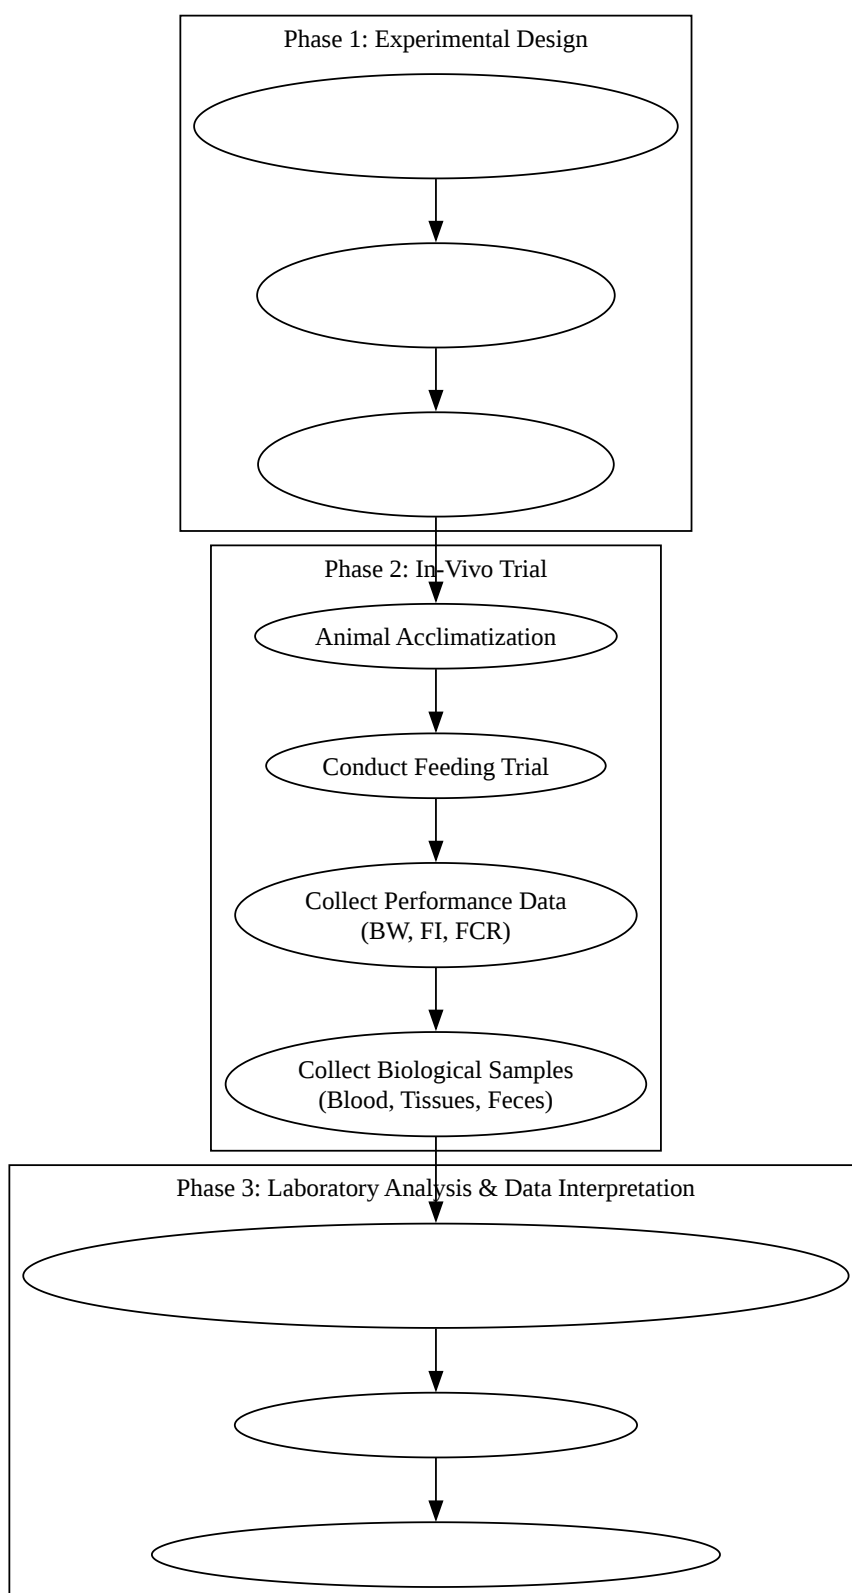 Phase 1: Experimental Design
Phase 2: In-Vivo Trial
Animal Acclimatization
Conduct Feeding Trial
Collect Performance Data
(BW, FI, FCR)
Collect Biological Samples
(Blood, Tissues, Feces)
Phase 3: Laboratory Analysis & Data Interpretation